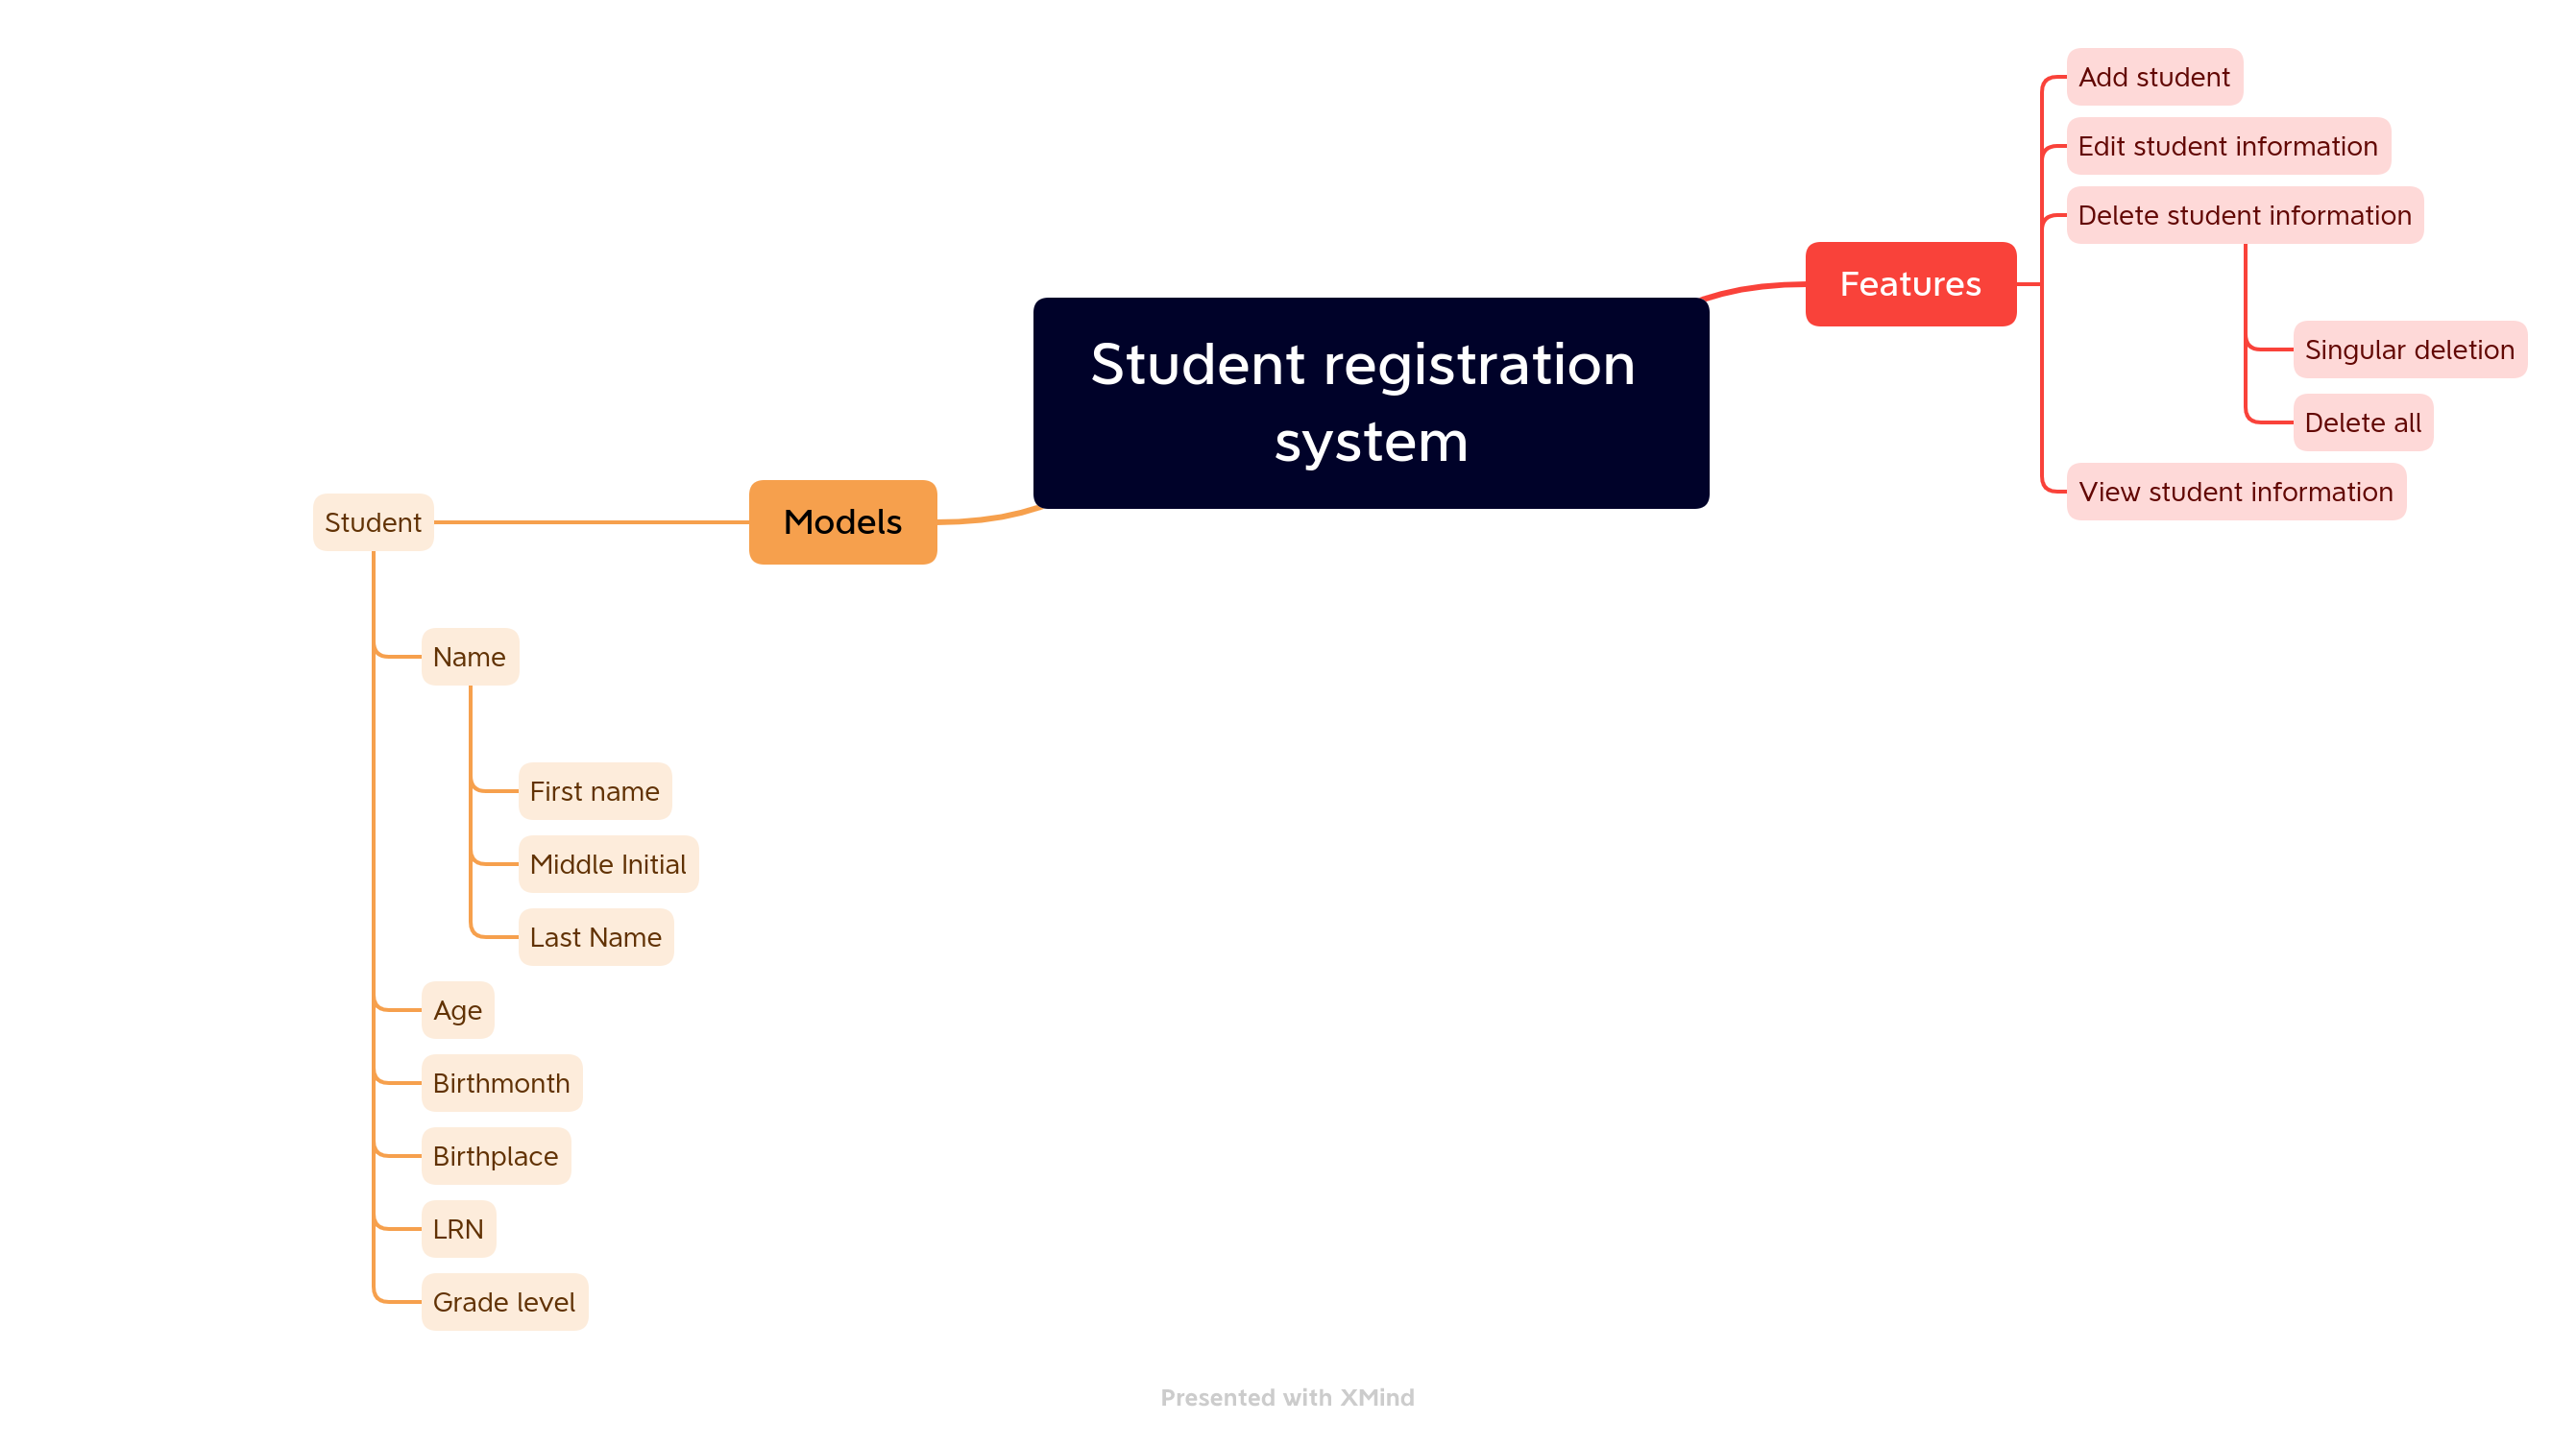 Student registration
system
Features
Add student
Edit student information
Delete student information
Singular deletion
Delete all
View student information
Models
Student
Name
First name
Middle Initial
Last Name
Age
Birthmonth
Birthplace
LRN
Grade level
Presented with XMind